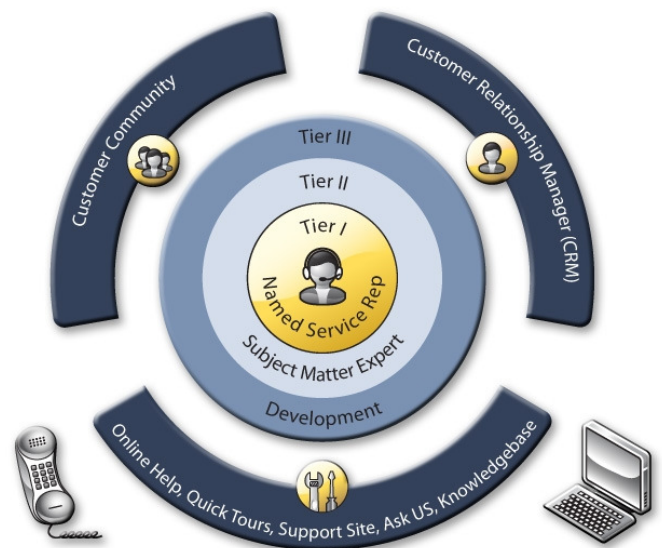 Customer Community
Customer Relationship Manager (CRM)
Tier III
Tier II
Tier I
Named Service Rep
Subject Matter Expert
Development
Online Help, Quick Tours, Support Site, Ask US, Knowledgebase